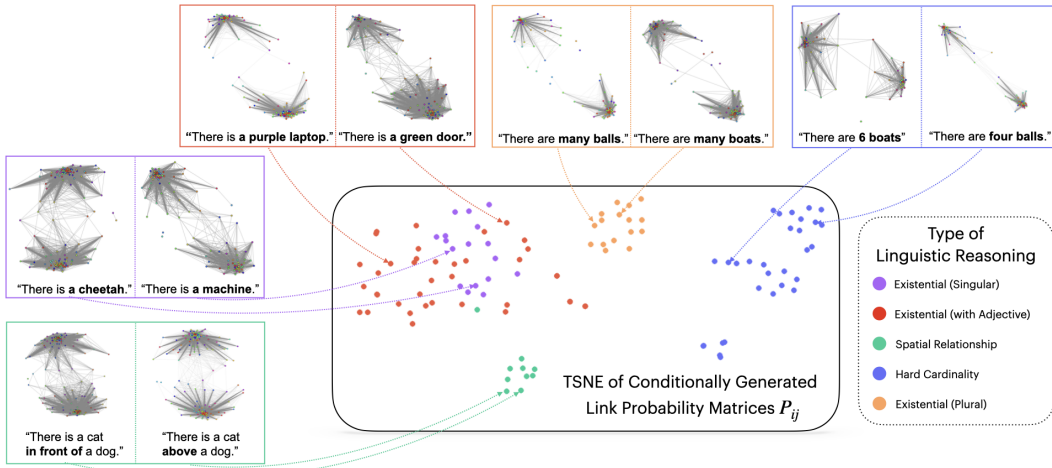 “There is a purple laptop.”
“There is a green door.”
“There are many balls.”
“There are many boats.”
“There are 6 boats”
“There are four balls.”
“There is a cheetah.”
“There is a machine.”
“There is a cat
in front of a dog.”
“There is a cat
above a dog.”
TSNE of Conditionally Generated
Link Probability Matrices P_ij
Type of
Linguistic Reasoning
Existential (Singular)
Existential (with Adjective)
Spatial Relationship
Hard Cardinality
Existential (Plural)